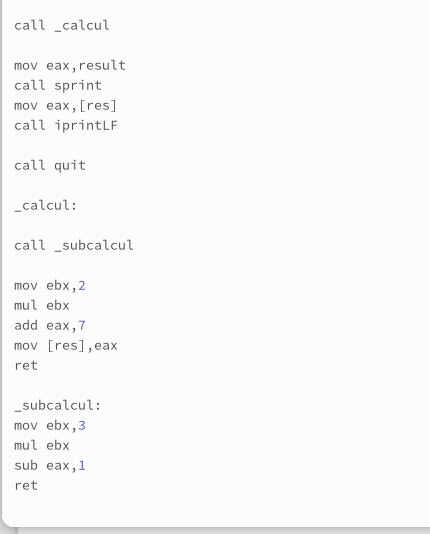 call _calcul
mov eax,result
call sprint
mov eax,[res]
call iprintLF
call quit
_calcul:
call _subcalcul
mov ebx,2
mul ebx
add eax,7
mov [res],eax
ret
_subcalcul:
mov ebx,3
mul ebx
sub eax,1
ret